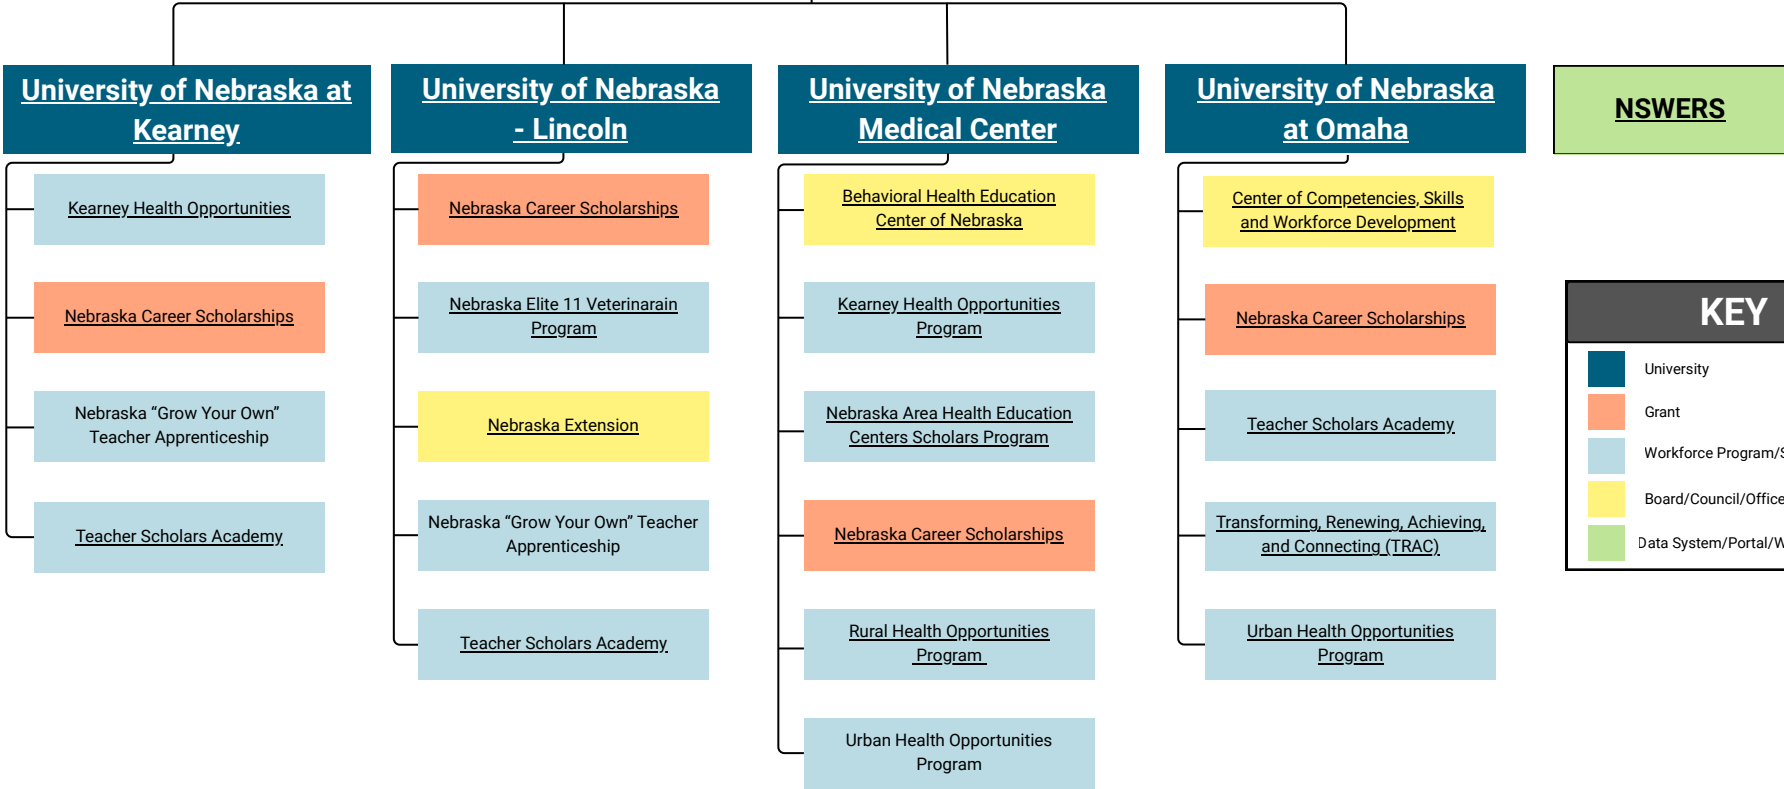 University of Nebraska at
Kearney
Kearney Health Opportunities
Nebraska Career Scholarships
Nebraska “Grow Your Own”
Teacher Apprenticeship
Teacher Scholars Academy
University of Nebraska
- Lincoln
Nebraska Career Scholarships
Nebraska Elite 11 Veterinarain
Program
Nebraska Extension
Nebraska “Grow Your Own” Teacher
Apprenticeship
Teacher Scholars Academy
University of Nebraska
Medical Center
Behavioral Health Education
Center of Nebraska
Kearney Health Opportunities
Program
Nebraska Area Health Education
Centers Scholars Program
Nebraska Career Scholarships
Rural Health Opportunities
Program
Urban Health Opportunities
Program
University of Nebraska
at Omaha
Center of Competencies, Skills
and Workforce Development
Nebraska Career Scholarships
Teacher Scholars Academy
Transforming, Renewing, Achieving,
and Connecting (TRAC)
Urban Health Opportunities
Program
NSWERS
KEY
University
Grant
Workforce Program/
Board/Council/Office
Data System/Portal/